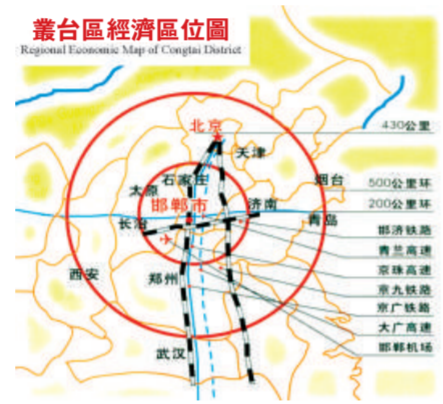 叢台區經濟區位圖
Regional Economic Map of Congtai District
北京
430公里
天津
石家庄
太原
烟台
500公里环
邯郸市
济南
200公里环
长治
青岛
邯济铁路
青兰高速
西安
郑州
京珠高速
京九铁路
京广铁路
大广高速
武汉
邯郸机场